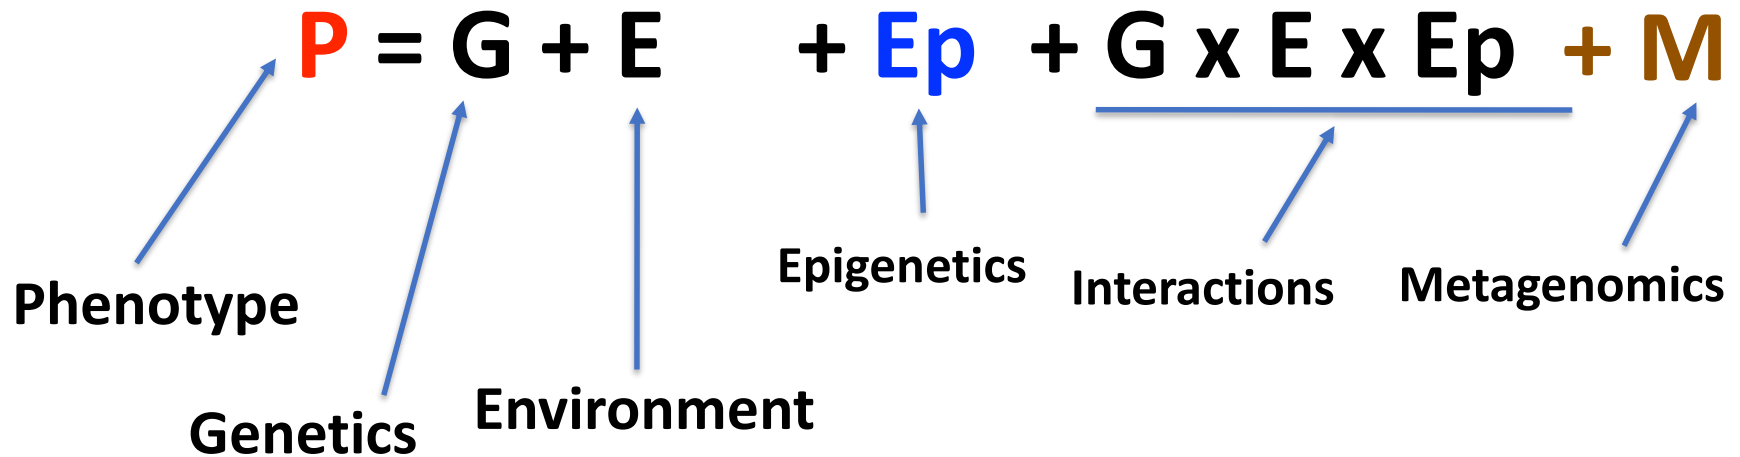 P = G + E + Ep + G x E x Ep + M
Epigenetics
Interactions
Metagenomics
Phenotype
Environment
Genetics